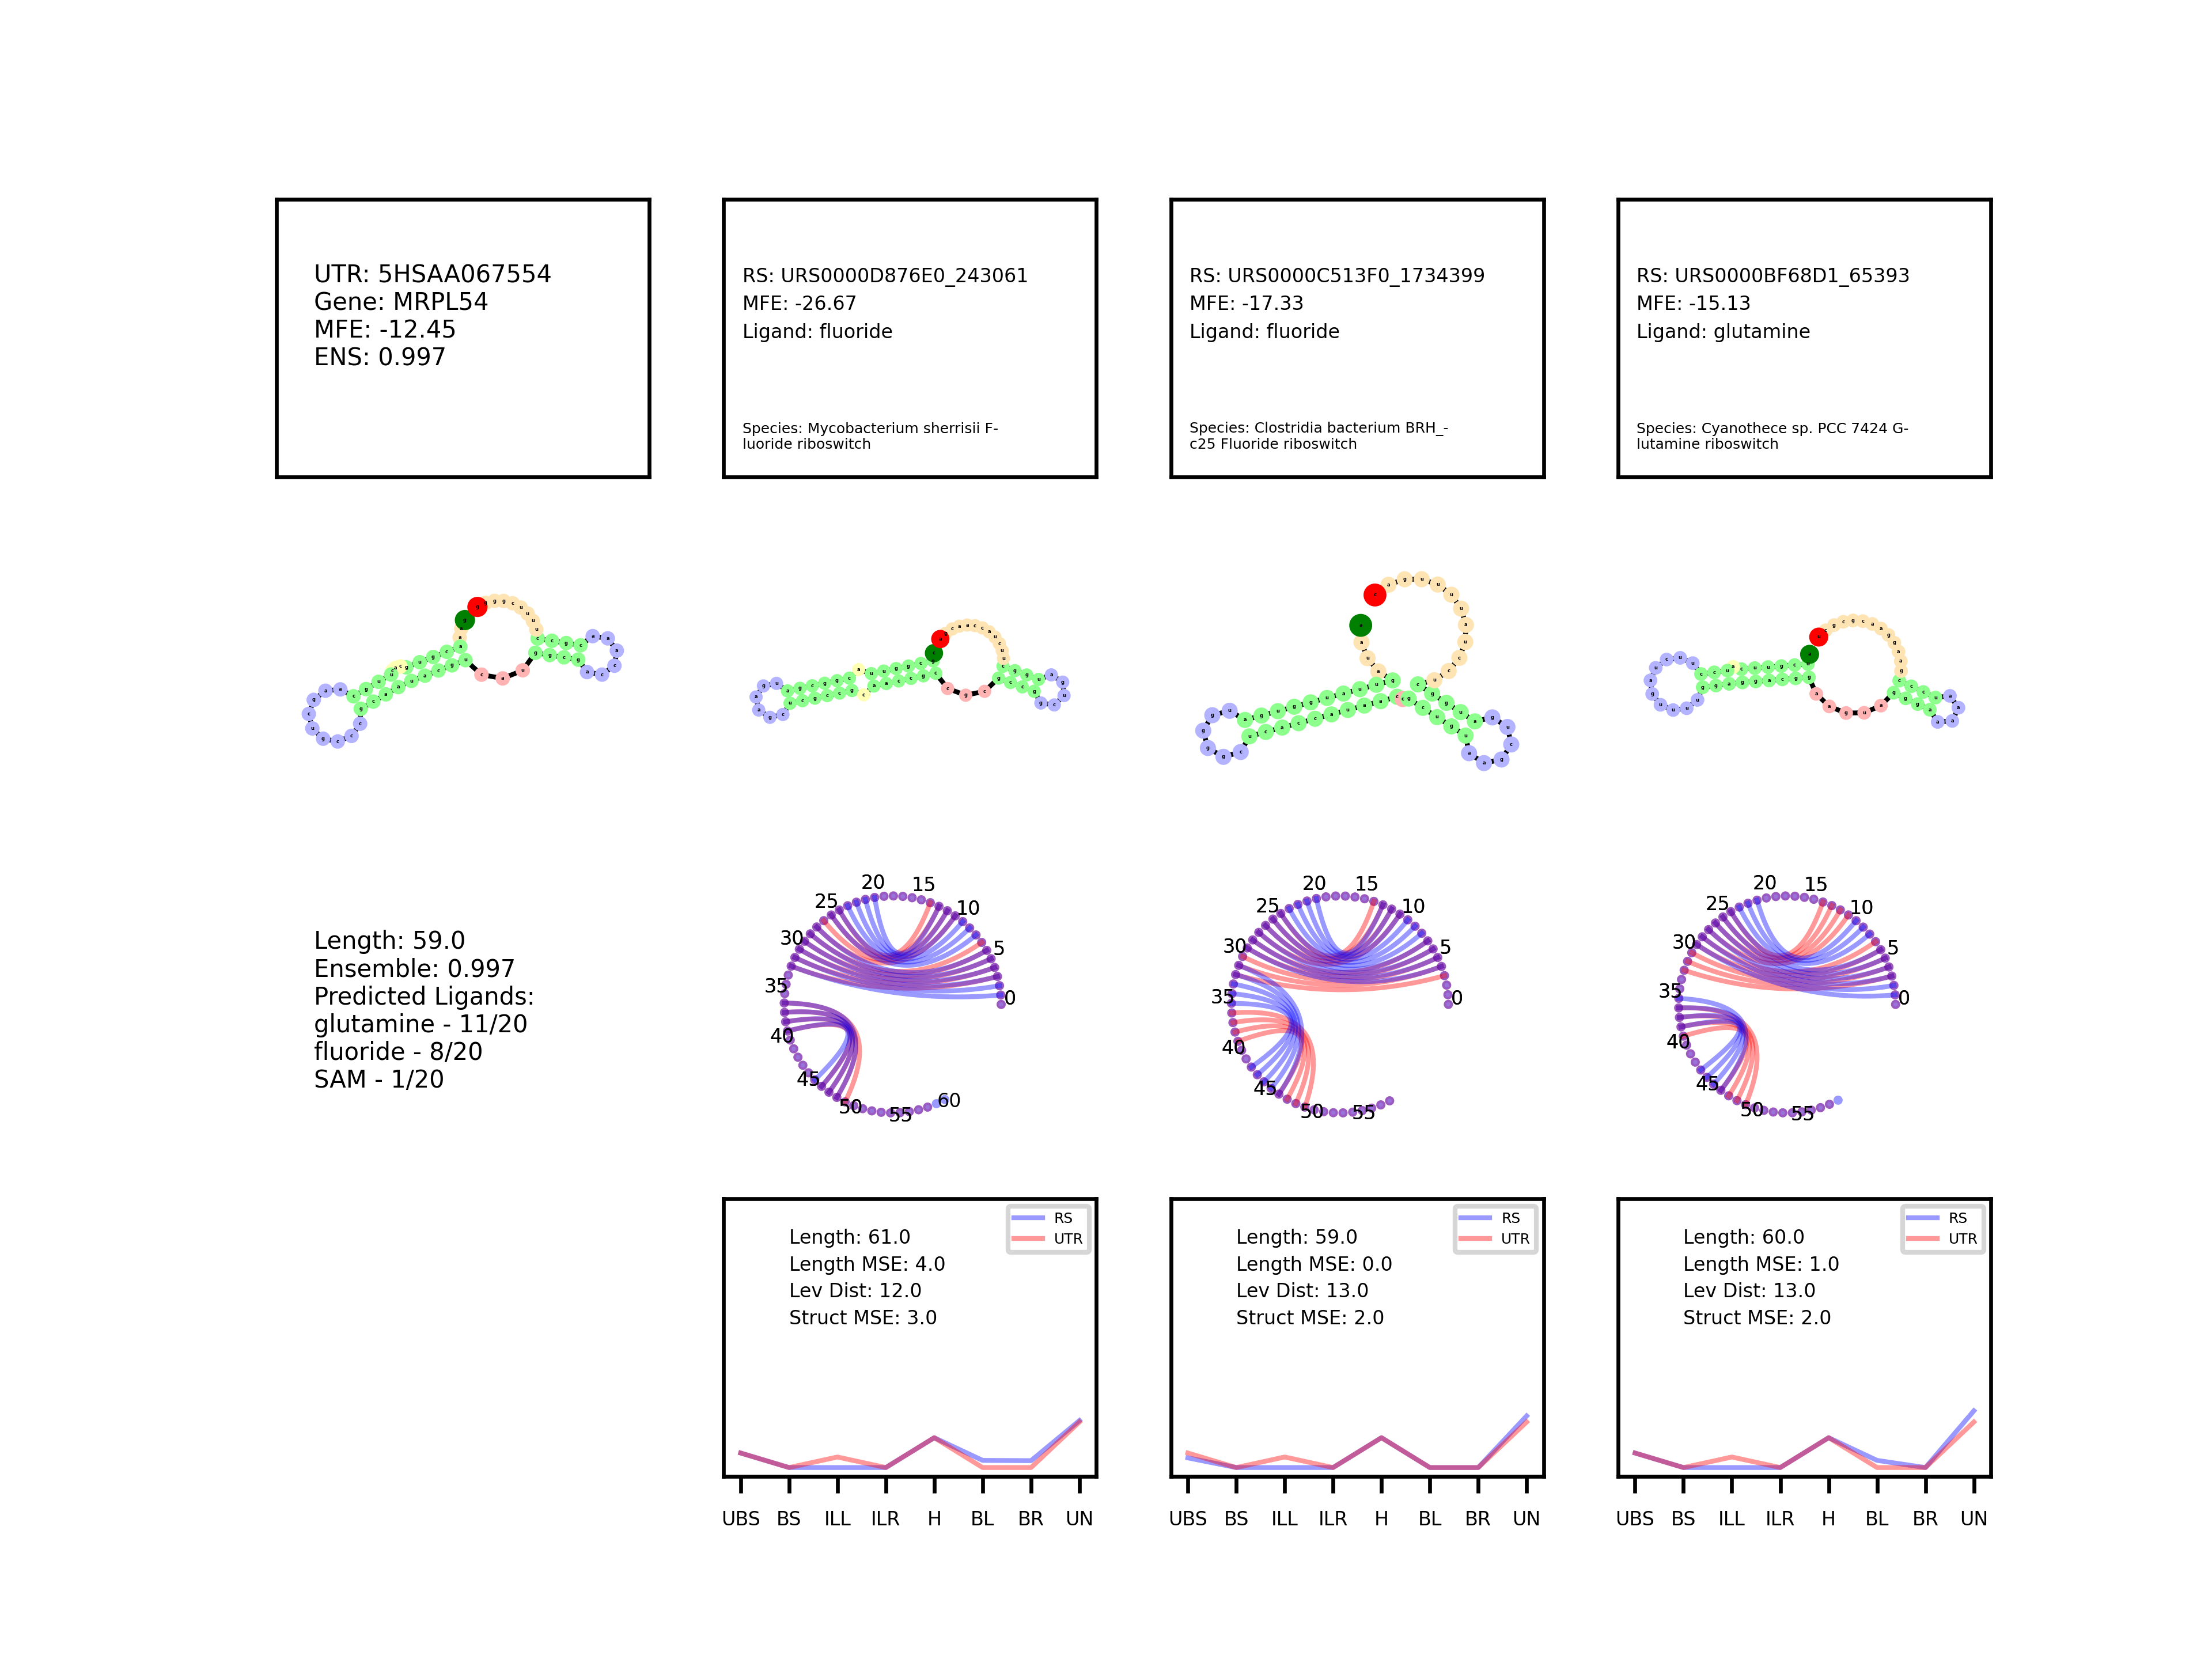 UTR: 5HSAA067554
Gene: MRPL54
MFE: -12.45
ENS: 0.997
RS: URS0000D876E0_243061
MFE: -26.67
Ligand: fluoride
Species: Mycobacterium sherrisii F-
luoride riboswitch
RS: URS0000C513F0_1734399
MFE: -17.33
Ligand: fluoride
Species: Clostridia bacterium BRH_-
c25 Fluoride riboswitch
RS: URS0000BF68D1_65393
MFE: -15.13
Ligand: glutamine
Species: Cyanothece sp. PCC 7424 G-
lutamine riboswitch
Length: 59.0
Ensemble: 0.997
Predicted Ligands:
glutamine - 11/20
fluoride - 8/20
SAM - 1/20
0
5
10
15
20
25
30
35
40
45
50
55
60
0
5
10
15
20
25
30
35
40
45
50
55
0
5
10
15
20
25
30
35
40
45
50
55
RS
UTR
Length: 61.0
Length MSE: 4.0
Lev Dist: 12.0
Struct MSE: 3.0
UBS BS ILL ILR H BL BR UN
RS
UTR
Length: 59.0
Length MSE: 0.0
Lev Dist: 13.0
Struct MSE: 2.0
UBS BS ILL ILR H BL BR UN
RS
UTR
Length: 60.0
Length MSE: 1.0
Lev Dist: 13.0
Struct MSE: 2.0
UBS BS ILL ILR H BL BR UN